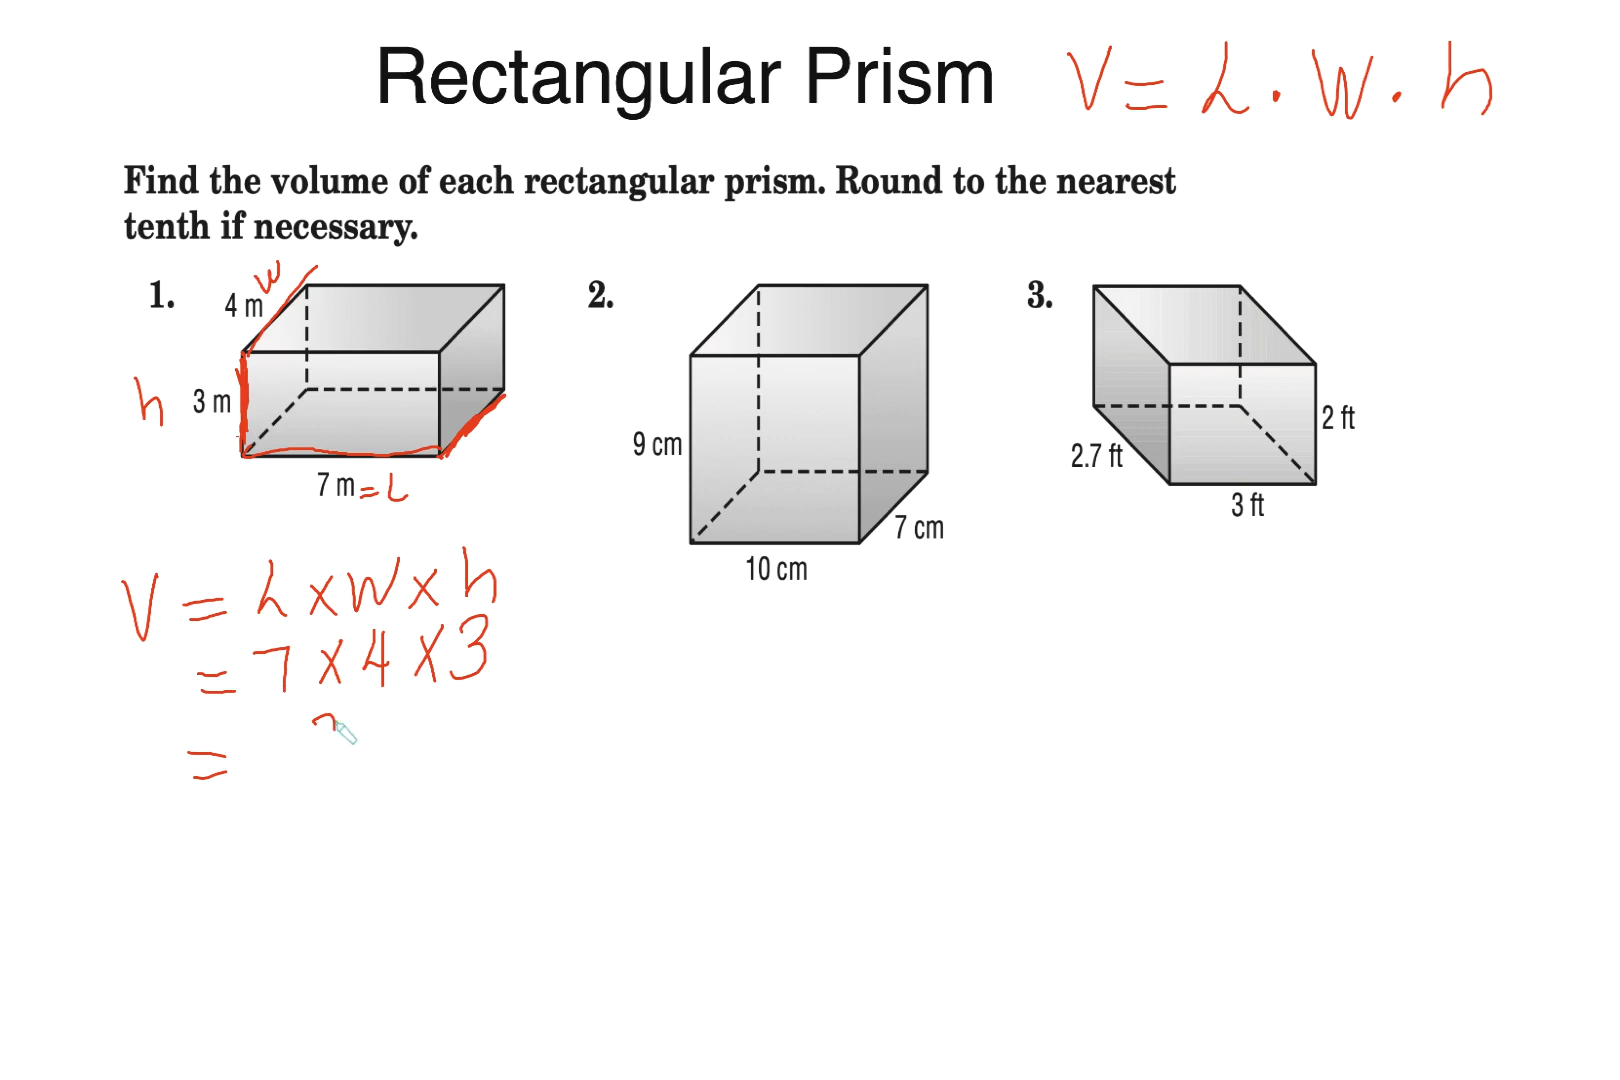 Rectangular Prism V = L · W · h
Find the volume of each rectangular prism. Round to the nearest
tenth if necessary.
1.
4 m
W
h
3 m
7 m = L
2.
9 cm
7 cm
10 cm
3.
2 ft
2.7 ft
3 ft
V = L × W × h
= 7 × 4 × 3
=